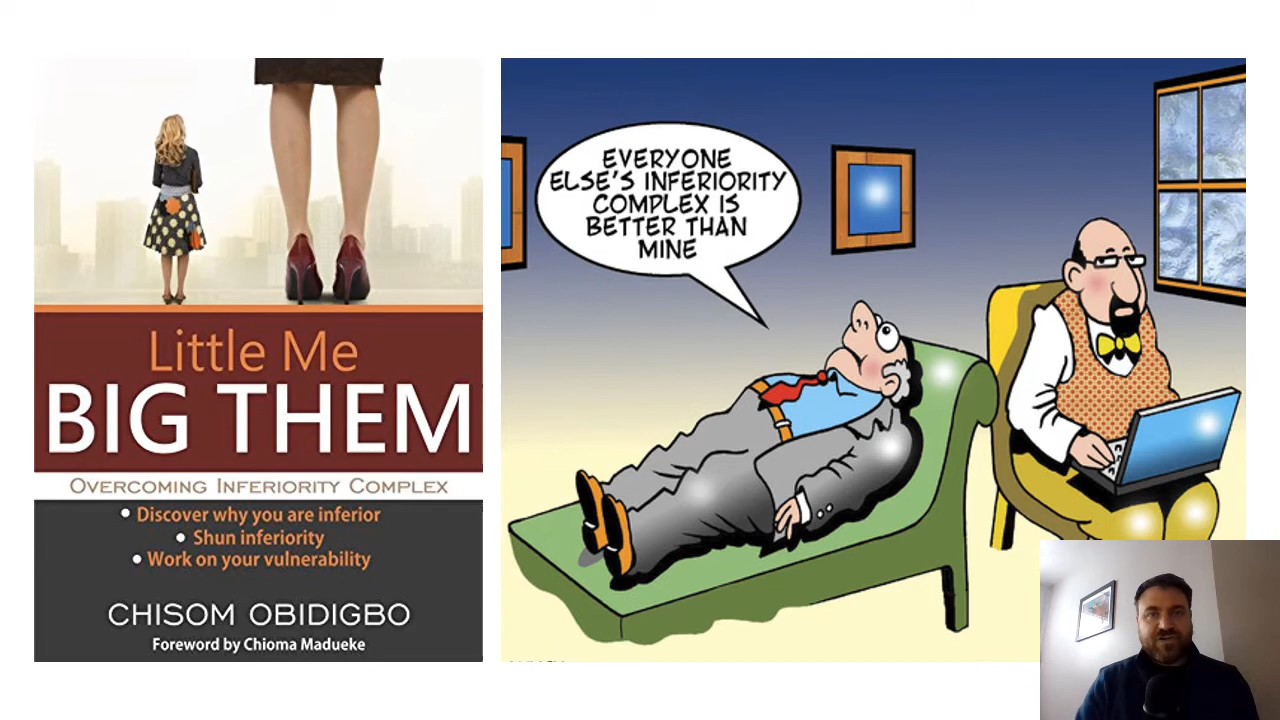 Little Me
BIG THEM
OVERCOMING INFERIORITY COMPLEX
• Discover why you are inferior
• Shun inferiority
• Work on your vulnerability
CHISOM OBIDIGBO
Foreword by Chioma Madueke
EVERYONE
ELSE'S INFERIORITY
COMPLEX IS
BETTER THAN
MINE